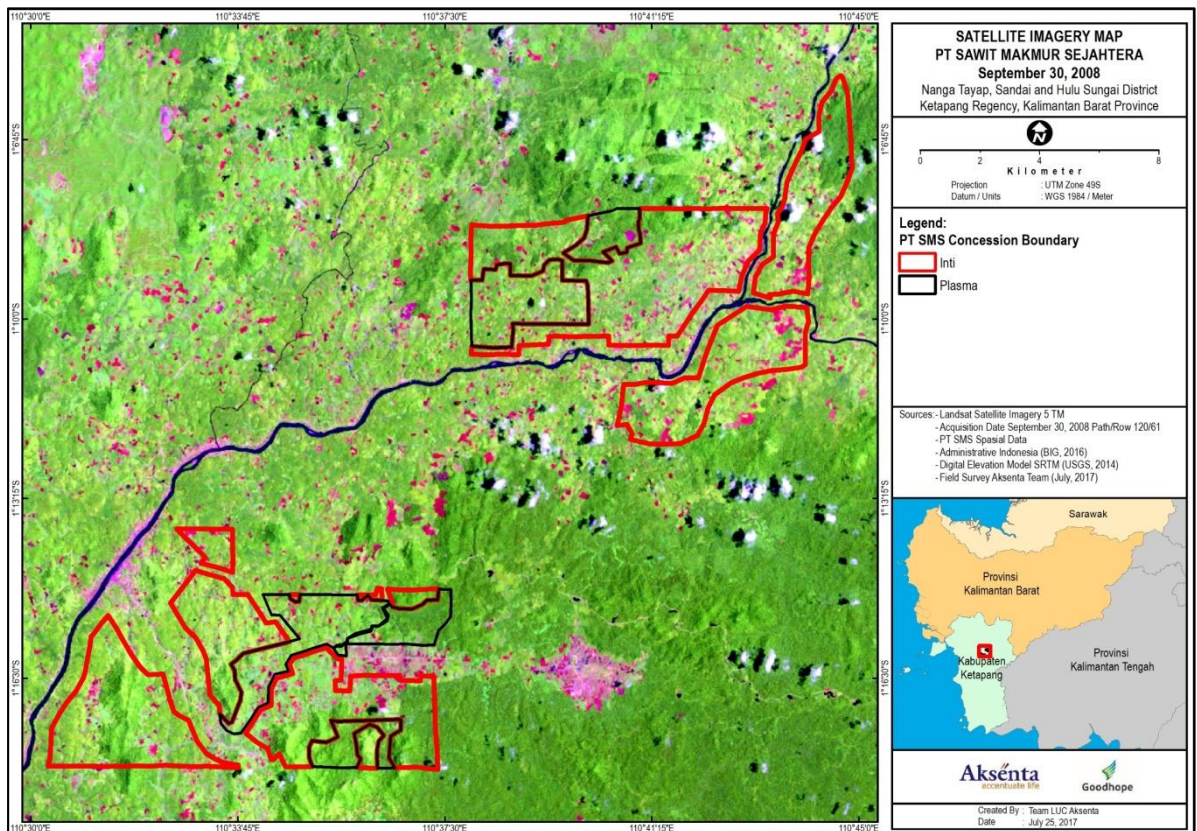 110°30'0"E 110°33'45"E 110°37'30"E 110°41'15"E 110°45'0"E
1°6'45"S
1°10'0"S
1°13'15"S
1°16'30"S
1°6'45"S
1°10'0"S
1°13'15"S
1°16'30"S
110°30'0"E 110°33'45"E 110°37'30"E 110°41'15"E 110°45'0"E
SATELLITE IMAGERY MAP
PT SAWIT MAKMUR SEJAHTERA
September 30, 2008
Nanga Tayap, Sandai and Hulu Sungai District
Ketapang Regency, Kalimantan Barat Province
N
0 2 4 8
Kilometer
Projection : UTM Zone 49S
Datum / Units : WGS 1984 / Meter
Legend:
PT SMS Concession Boundary
Inti
Plasma
Sources:- Landsat Satellite Imagery 5 TM
- Acquisition Date September 30, 2008 Path/Row 120/61
- PT SMS Spasial Data
- Administrative Indonesia (BIG, 2016)
- Digital Elevation Model SRTM (USGS, 2014)
- Field Survey Aksenta Team (July, 2017)
Sarawak
Provinsi
Kalimantan Barat
Kabupaten
Ketapang
Provinsi
Kalimantan Tengah
Aksénta
accentuate life
Goodhope
Created By : Team LUC Aksenta
Date : July 25, 2017